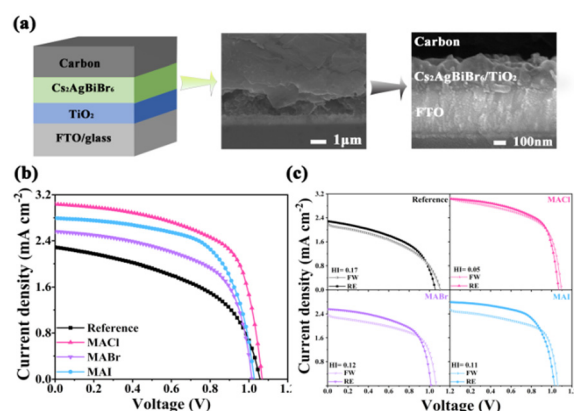 (a)
Carbon
Cs₂AgBiBr₆
TiO₂
FTO/glass
1μm
Carbon
Cs₂AgBiBr₆/TiO₂
FTO
100nm
(b)
Current density (mA cm⁻²)
3.2
2.4
1.6
0.8
0.0
Reference
MACl
MABr
MAI
0.0 0.2 0.4 0.6 0.8 1.0 1.
Voltage (V)
(c)
Current density (mA cm⁻²)
Reference
HI= 0.17
FW
RE
MACl
HI= 0.05
FW
RE
MABr
HI= 0.12
FW
RE
MAI
HI= 0.11
FW
RE
Voltage (V)